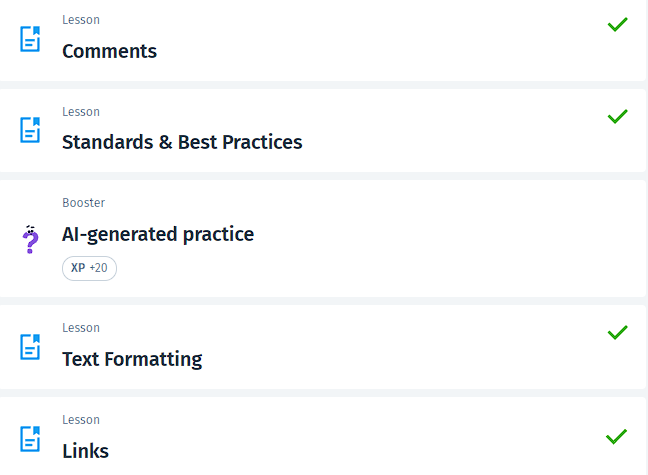 Lesson
Comments
Lesson
Standards & Best Practices
Booster
AI-generated practice
XP +20
Lesson
Text Formatting
Lesson
Links